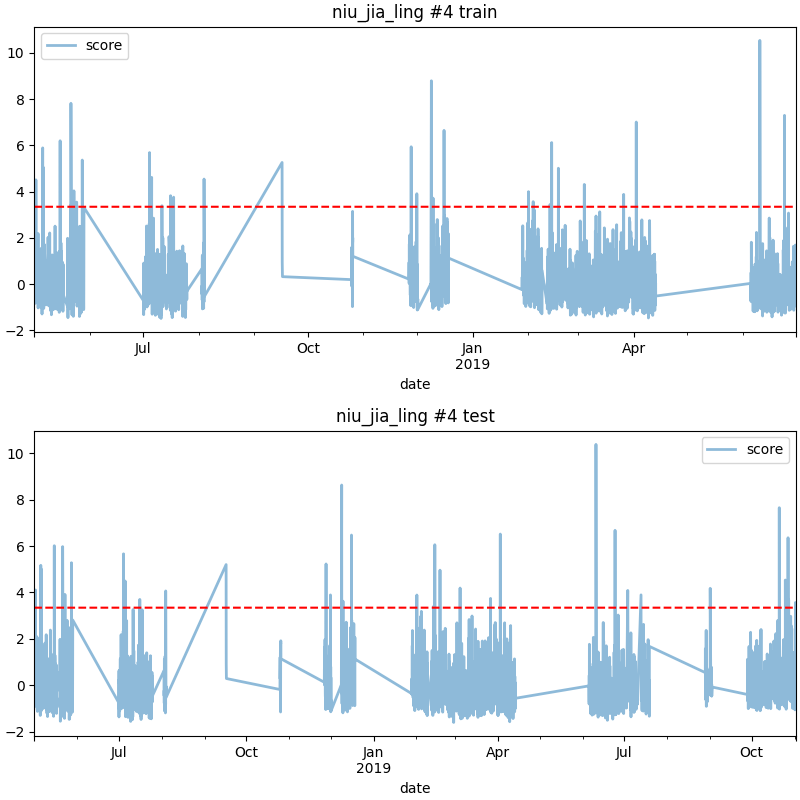 niu_jia_ling #4 train
score
10
8
6
4
2
0
−2
Jul
Oct
Jan
2019
Apr
date
niu_jia_ling #4 test
score
10
8
6
4
2
0
−2
Jul
Oct
Jan
2019
Apr
Jul
Oct
date